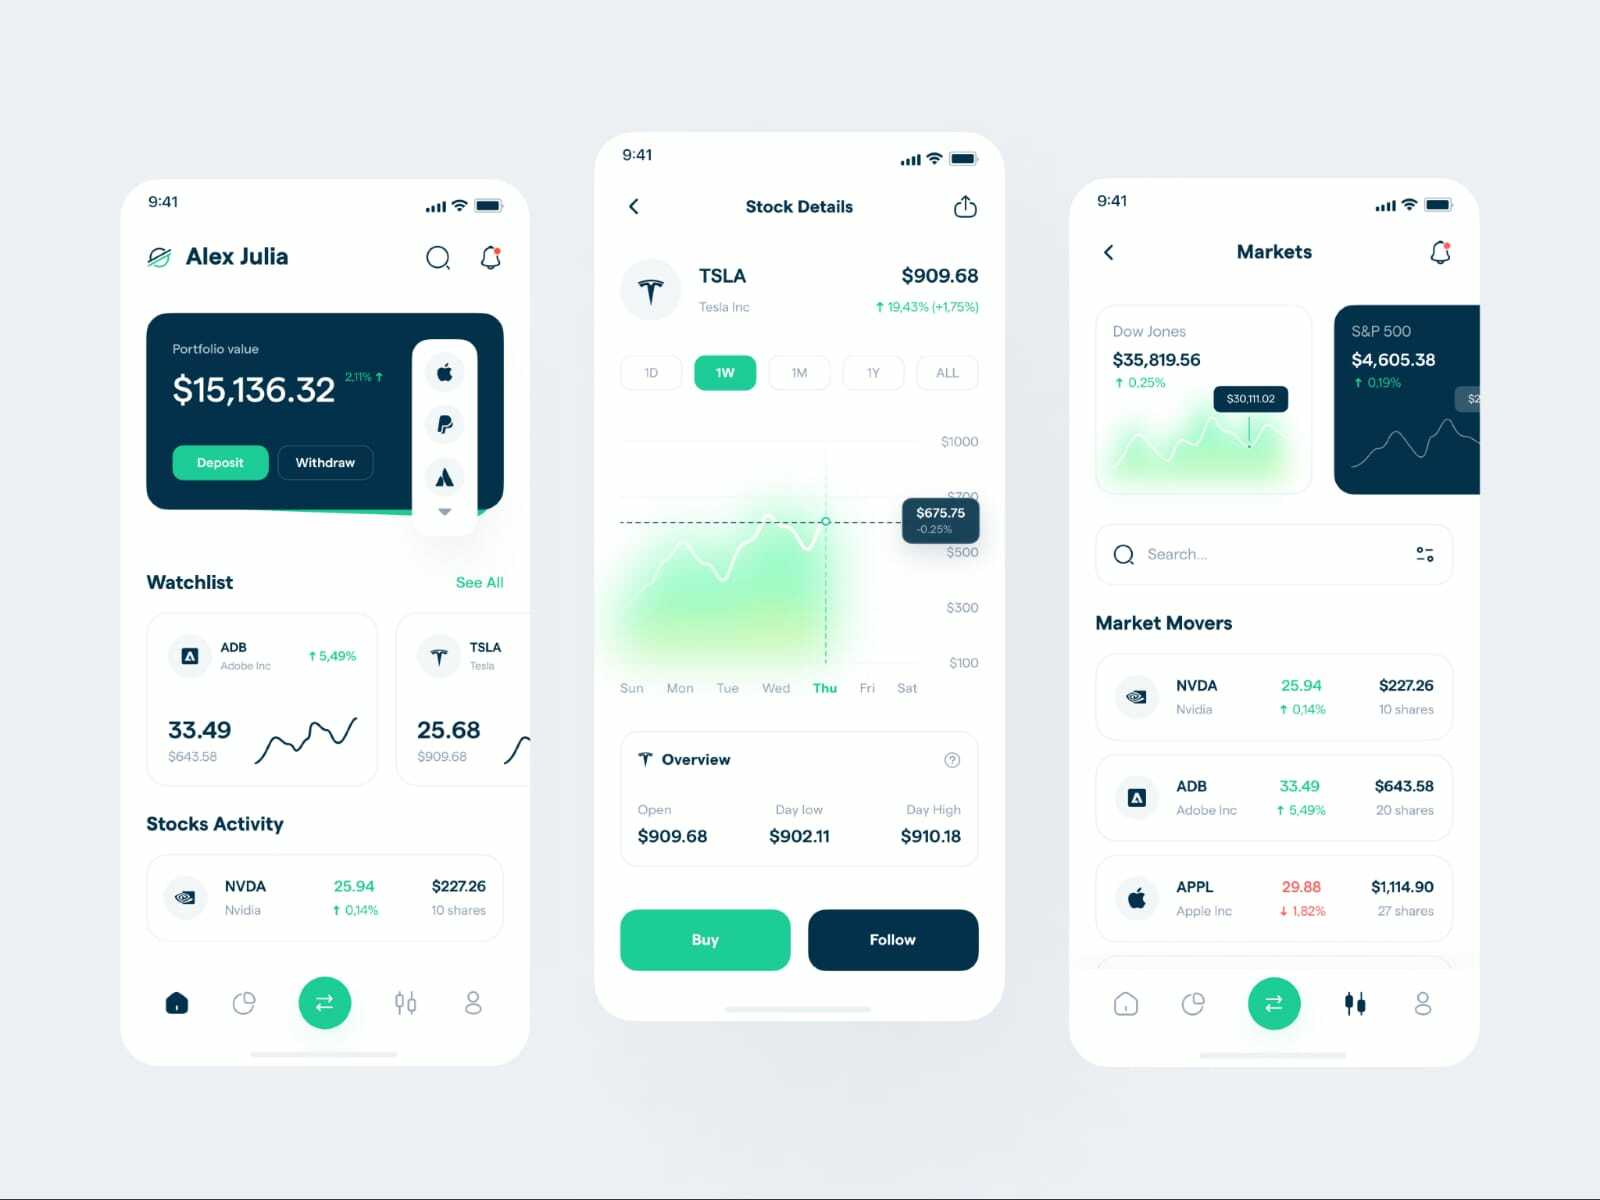 9:41
Alex Julia
Portfolio value
$15,136.32 2,11% ↑
Deposit Withdraw
Watchlist See All
ADB
Adobe Inc
↑ 5,49%
33.49
$643.58
TSLA
Tesla
25.68
$909.68
Stocks Activity
NVDA 25.94 $227.26
Nvidia ↑ 0,14% 10 shares
9:41
Stock Details
TSLA $909.68
Tesla Inc ↑ 19,43% (+1,75%)
1D 1W 1M 1Y ALL
$1000
$700
$675.75
-0.25%
$500
$300
$100
Sun Mon Tue Wed Thu Fri Sat
Overview ?
Open Day low Day High
$909.68 $902.11 $910.18
Buy Follow
9:41
Markets
Dow Jones
$35,819.56
↑ 0,25%
$30,111.02
S&P 500
$4,605.38
↑ 0,19%
$2
Search...
Market Movers
NVDA 25.94 $227.26
Nvidia ↑ 0,14% 10 shares
ADB 33.49 $643.58
Adobe Inc ↑ 5,49% 20 shares
APPL 29.88 $1,114.90
Apple Inc ↓ 1,82% 27 shares